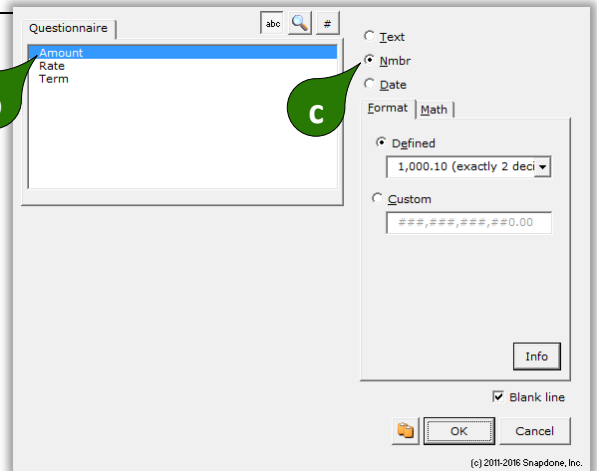 Questionnaire
abc
#
Amount
Rate
Term
c
Text
Nmbr
Date
Format
Math
Defined
1,000.10 (exactly 2 deci
Custom
###,###,###,##0.00
Info
Blank line
OK
Cancel
(c) 2011-2016 Snapdone, Inc.